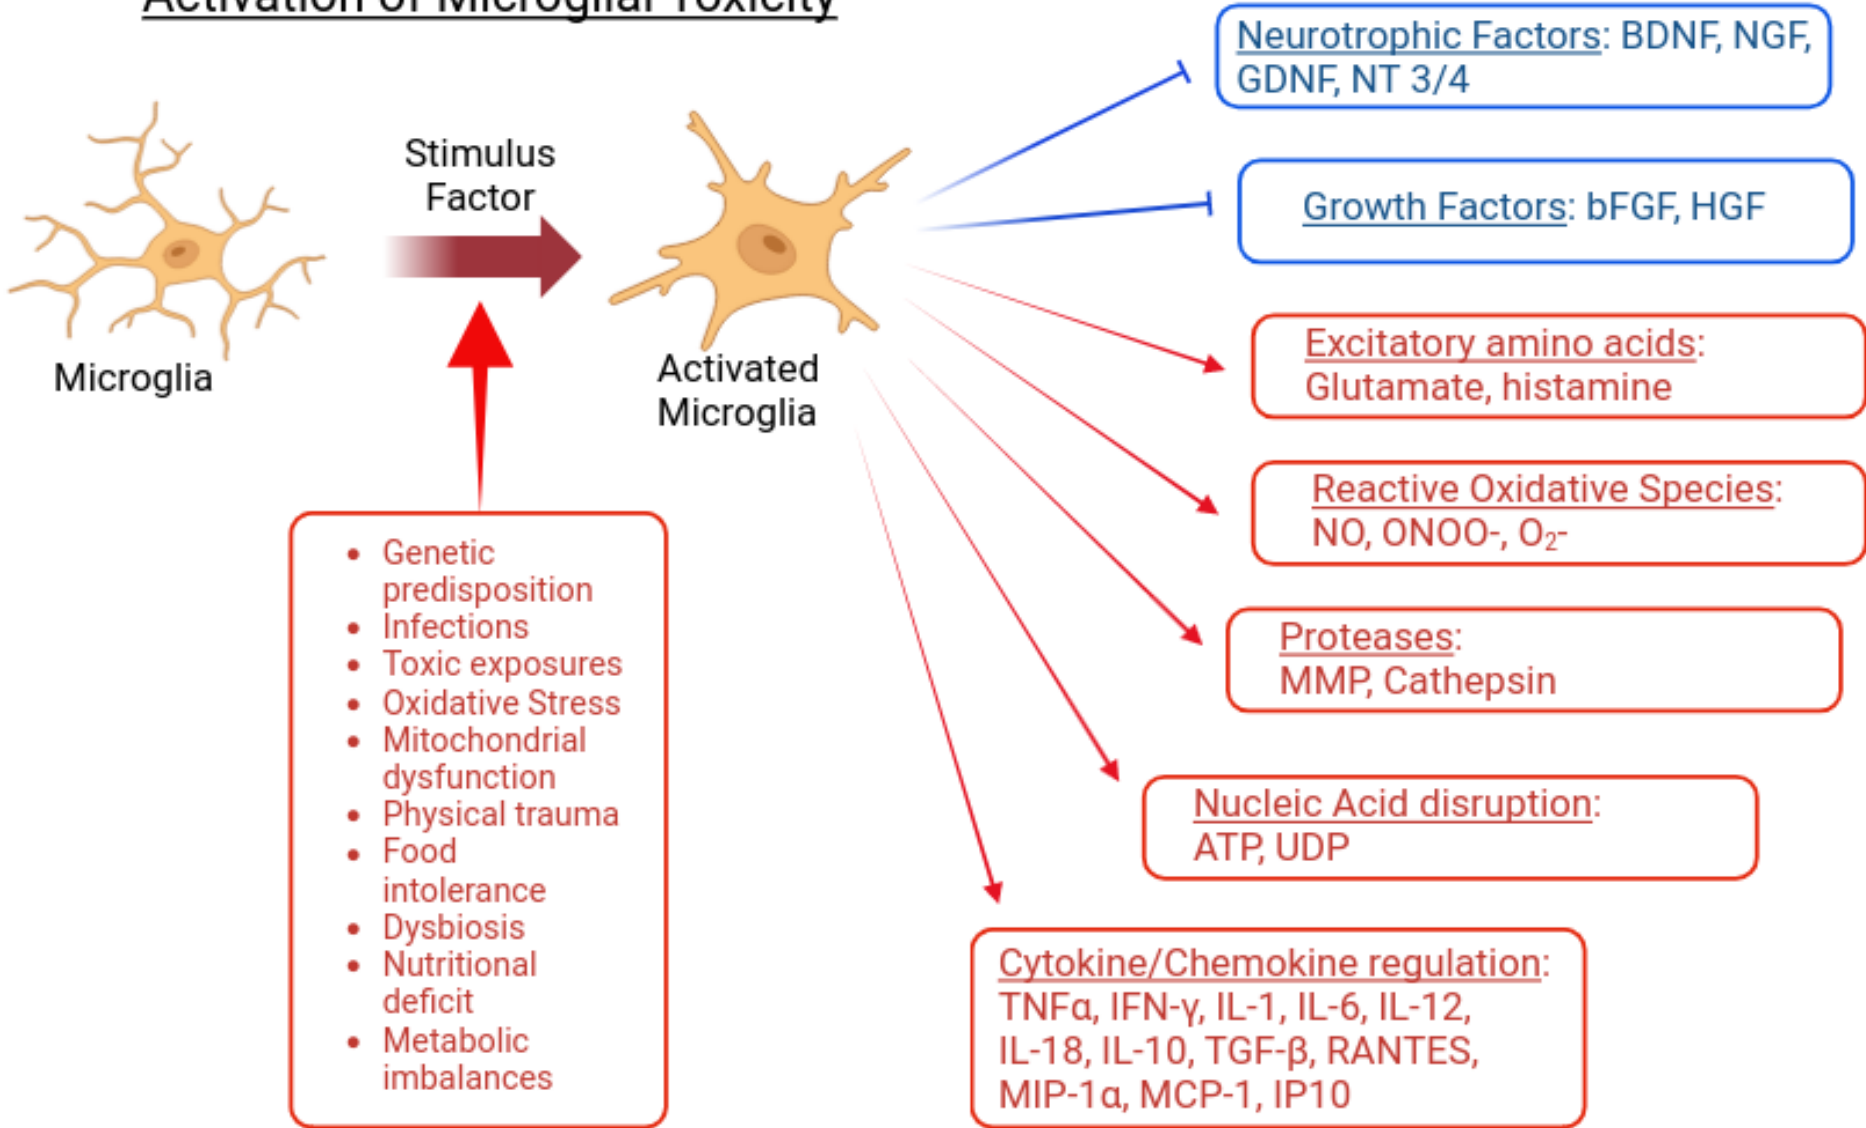 Activation of Microglial Toxicity
Microglia
Stimulus
Factor
Activated
Microglia
• Genetic
predisposition
• Infections
• Toxic exposures
• Oxidative Stress
• Mitochondrial
dysfunction
• Physical trauma
• Food
intolerance
• Dysbiosis
• Nutritional
deficit
• Metabolic
imbalances
Neurotrophic Factors: BDNF, NGF,
GDNF, NT 3/4
Growth Factors: bFGF, HGF
Excitatory amino acids:
Glutamate, histamine
Reactive Oxidative Species:
NO, ONOO-, O₂-
Proteases:
MMP, Cathepsin
Nucleic Acid disruption:
ATP, UDP
Cytokine/Chemokine regulation:
TNFα, IFN-γ, IL-1, IL-6, IL-12,
IL-18, IL-10, TGF-β, RANTES,
MIP-1α, MCP-1, IP10